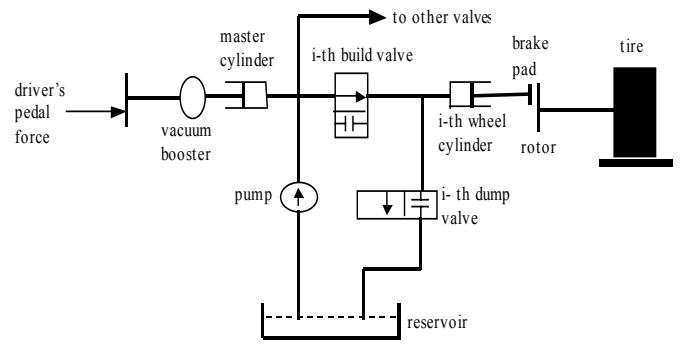 to other valves
master
cylinder
i-th build valve
brake
pad
tire
driver's
pedal
force
vacuum
booster
i-th wheel
cylinder
rotor
pump
i- th dump
valve
reservoir